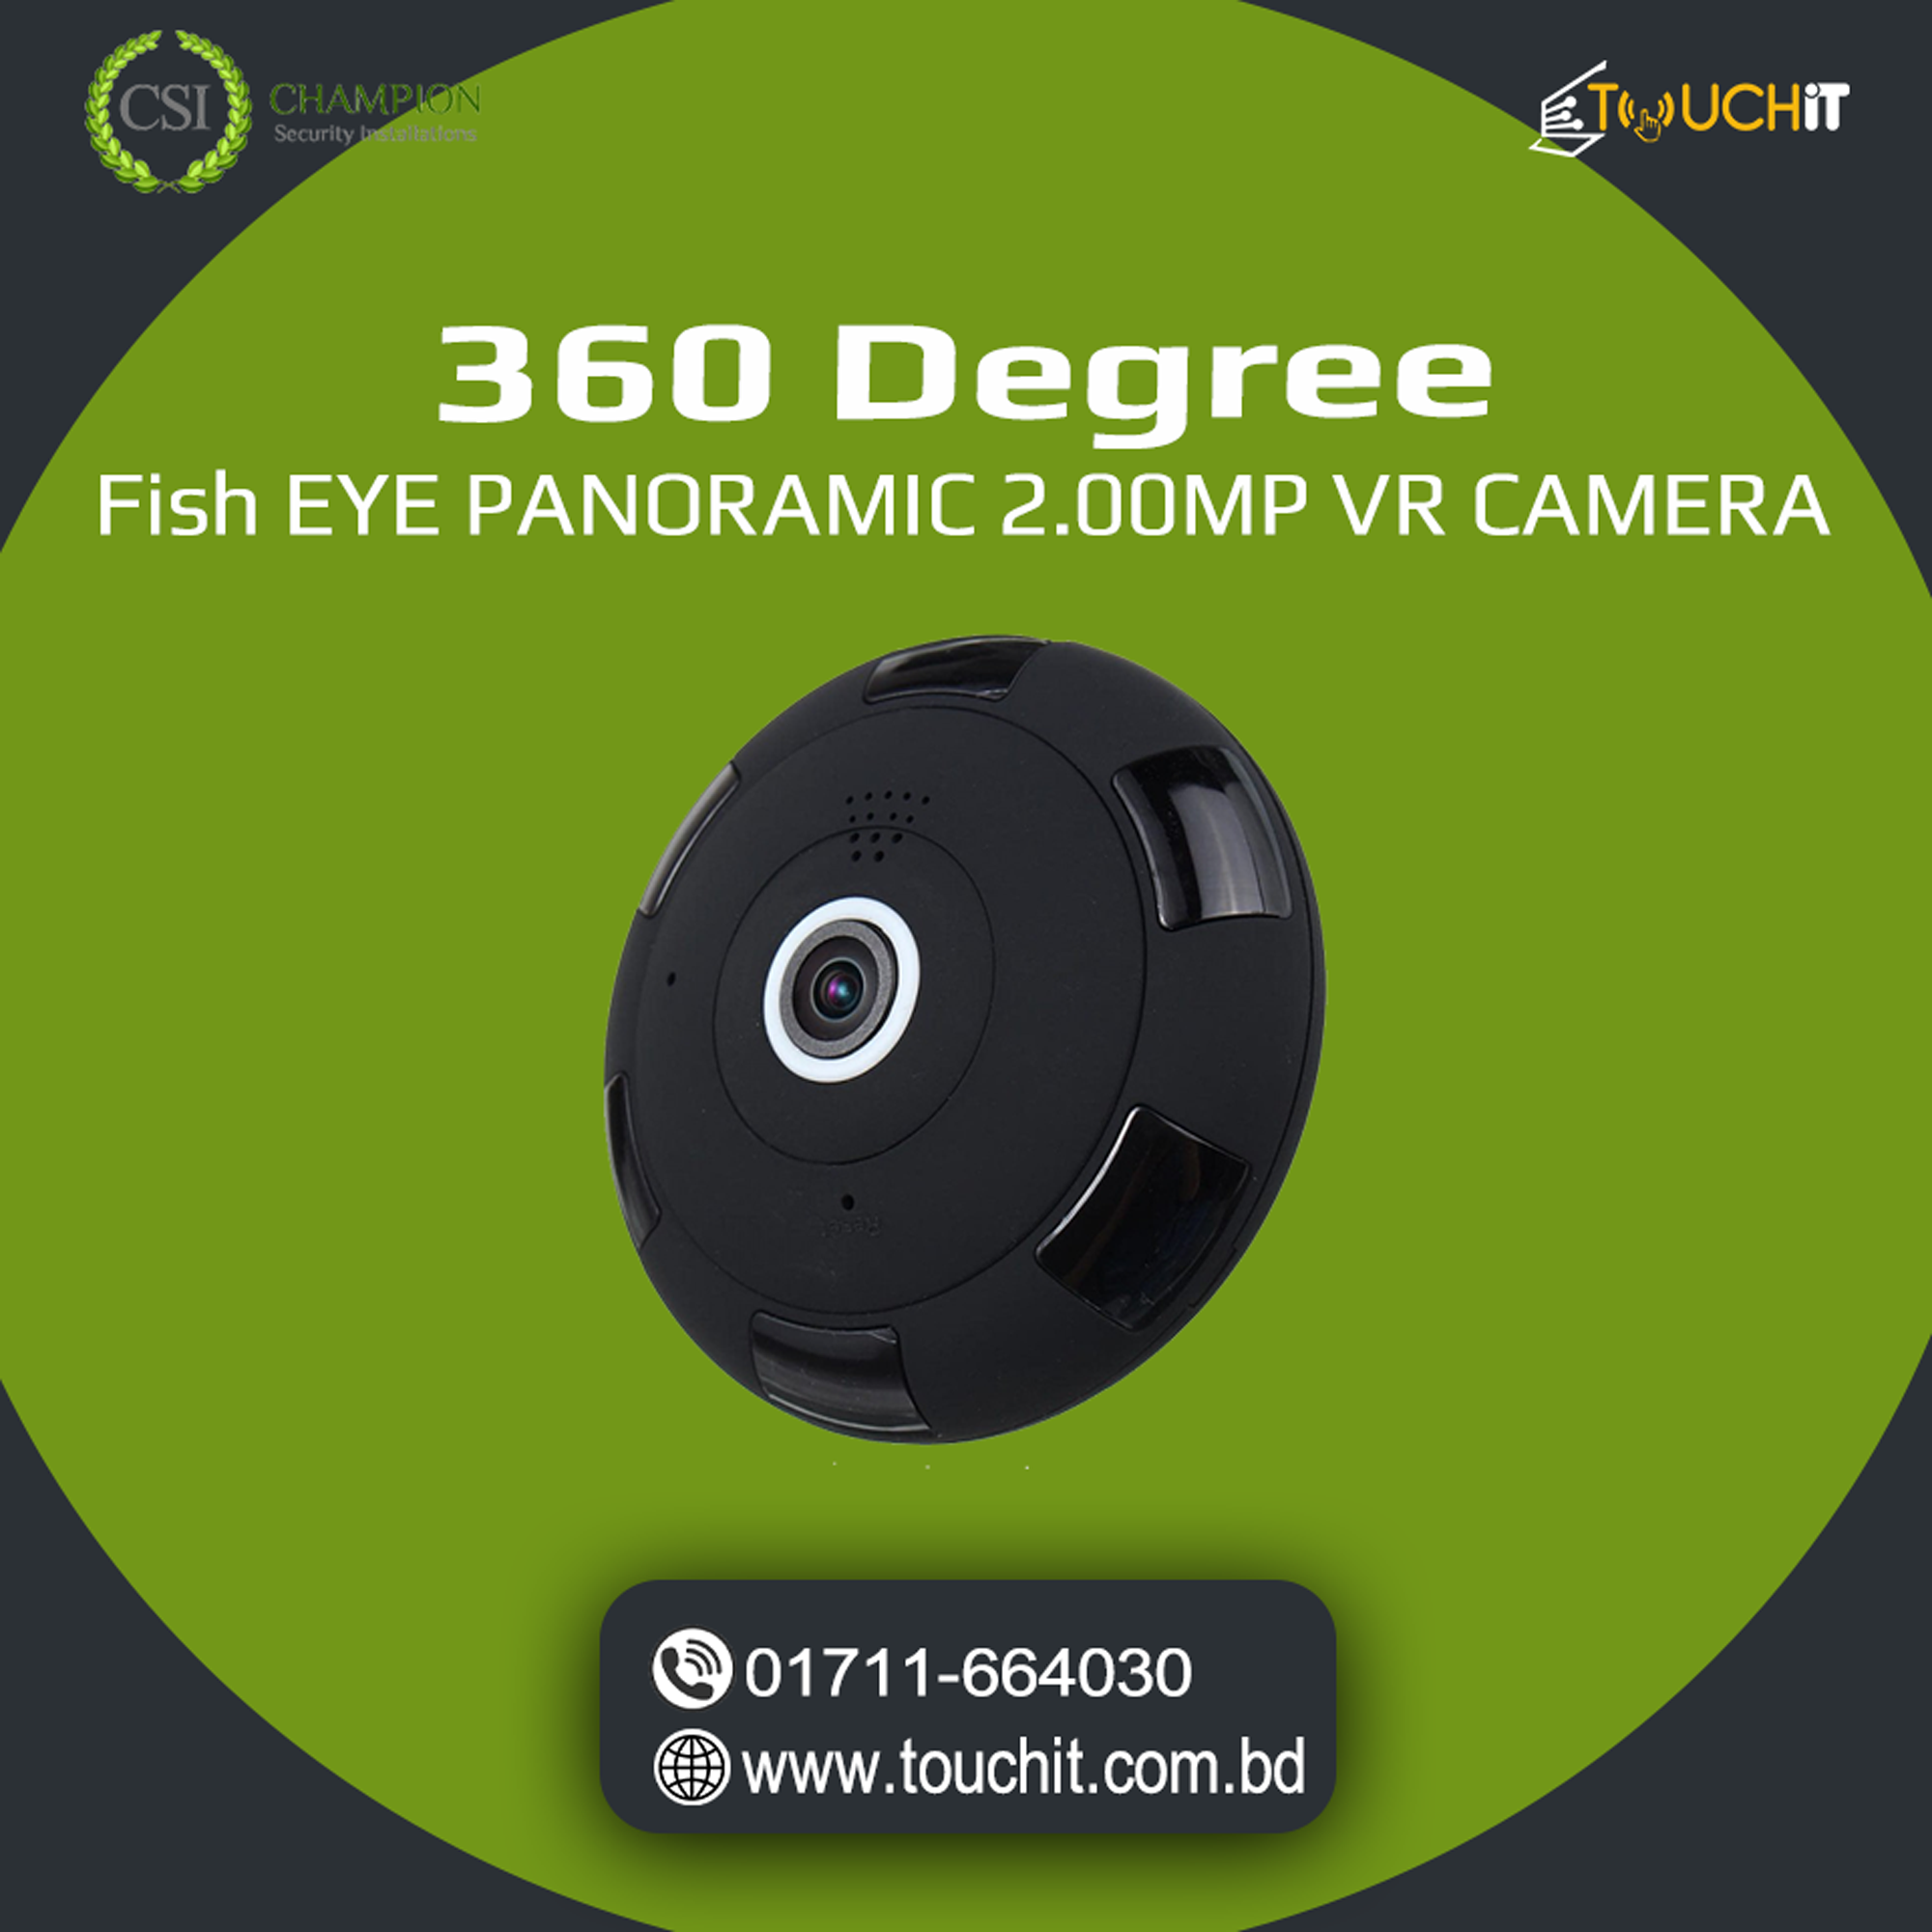 CSI
CHAMPION
Security Installations
TOUCHiT
360 Degree
Fish EYE PANORAMIC 2.00MP VR CAMERA
Reset
01711-664030
www.touchit.com.bd